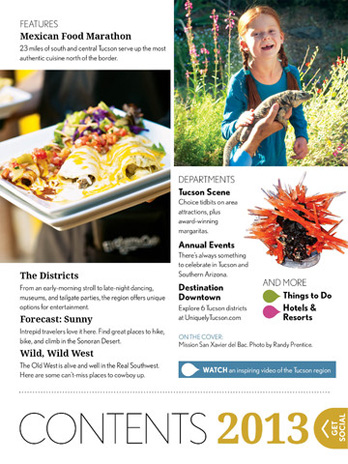 FEATURES
Mexican Food Marathon
23 miles of south and central Tucson serve up the most
authentic cuisine north of the border.
The Districts
From an early-morning stroll to late-night dancing,
museums, and tailgate parties, the region offers unique
options for entertainment.
Forecast: Sunny
Intrepid travelers love it here. Find great places to hike,
bike, and climb in the Sonoran Desert.
Wild, Wild West
The Old West is alive and well in the Real Southwest.
Here are some can't-miss places to cowboy up.
DEPARTMENTS
Tucson Scene
Choice tidbits on area
attractions, plus
award-winning
margaritas.
Annual Events
There's always something
to celebrate in Tucson and
Southern Arizona.
Destination
Downtown
Explore 6 Tucson districts
at UniquelyTucson.com
AND MORE
Things to Do
Hotels &
Resorts
ON THE COVER:
Mission San Xavier del Bac. Photo by Randy Prentice.
WATCH an inspiring video of the Tucson region
CONTENTS 2013
GET
SOCIAL